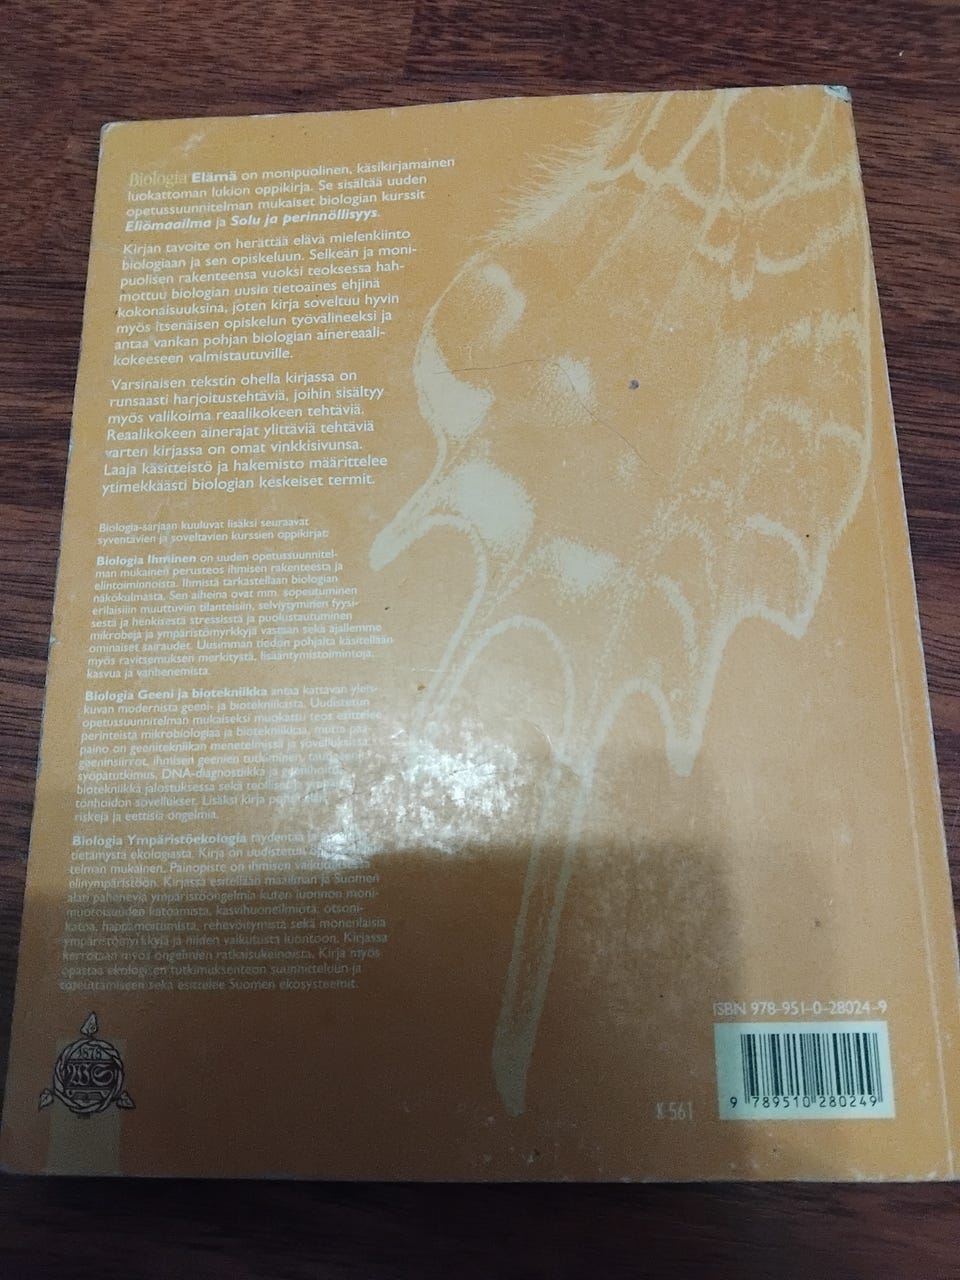 Biologia Elämä on monipuolinen, käsikirjamainen
luokattoman lukion oppikirja. Se sisältää uuden
opetussuunnitelman mukaiset biologian kurssit
Eliömaailma ja Solu ja perinnöllisyys.
Kirjan tavoite on herättää elävä mielenkiinto
biologiaan ja sen opiskeluun. Selkeän ja moni-
puolisen rakenteensa vuoksi teoksessa hah-
mottuu biologian uusin tietoaines ehjinä
kokonaisuuksina, joten kirja soveltuu hyvin
myös itsenäisen opiskelun työvälineeksi ja
antaa vankan pohjan biologian ainereaali-
kokeeseen valmistautuville.
Varsinaisen tekstin ohella kirjassa on
runsaasti harjoitustehtäviä, joihin sisältyy
myös valikoima reaalikokeen tehtäviä.
Reaalikokeen ainerajat ylittäviä tehtäviä
varten kirjassa on omat vinkkisivunsa.
Laaja käsitteistö ja hakemisto määrittelee
ytimekkäästi biologian keskeiset termit.
Biologia-sarjaan kuuluvat lisäksi seuraavat
syventävien ja soveltavien kurssien oppikirjat:
Biologia Ihminen on uuden opetussuunnitel-
man mukainen perusteos ihmisen rakenteesta ja
elintoiminnoista. Ihmistä tarkastellaan biologian
näkökulmasta. Sen aiheina ovat mm. sopeutuminen
erilaisiin muuttuviin tilanteisiin, selviytyminen fyysi-
sestä ja henkisestä stressistä ja puolustautuminen
mikrobeja ja ympäristömyrkkyjä vastaan sekä ajallemme
ominaiset sairaudet. Uusimman tiedon pohjalta käsitellään
myös ravitsemuksen merkitystä, lisääntymistoimintoja,
kasvua ja vanhenemista.
Biologia Geeni ja biotekniikka antaa kattavan yleis-
kuvan modernista geeni- ja biotekniikasta. Uudistetun
opetussuunnitelman mukaiseksi muokattu teos esittelee
perinteistä mikrobiologiaa ja biotekniikkaa, mutta pää-
paino on geenitekniikan menetelmissä ja sovelluksissa:
geeninsiirrot, ihmisen geenien tutkiminen,
syöpätutkimus, DNA-diagnostiikka ja geenihoito,
biotekniikka jalostuksessa sekä
tönhoidon sovellukset. Lisäksi kirja
riskejä ja eettisiä ongelmia.
Biologia Ympäristöekologia täydentää
tietämystä ekologiasta. Kirja on uudistetun
telman mukainen. Painopiste on ihmisen
elinympäristöön. Kirjassa esitellään maailman ja Suomen
alati pahenevia ympäristöongelmia kuten luonnon moni-
muotoisuuden katoamista, kasvihuoneilmiötä, otsoni-
katoa, happamoitumista, rehevöitymistä sekä monenlaisia
ympäristömyrkkyjä ja niiden vaikutusta luontoon. Kirjassa
kerrotaan myös ongelmien ratkaisukeinoista. Kirja myös
opastaa ekologisen tutkimuksenteon suunnitteluun ja
toteuttamiseen sekä esittelee Suomen ekosysteemit.
1878
WS
ISBN 978-951-0-28024-9
K 561
9 789510 280249